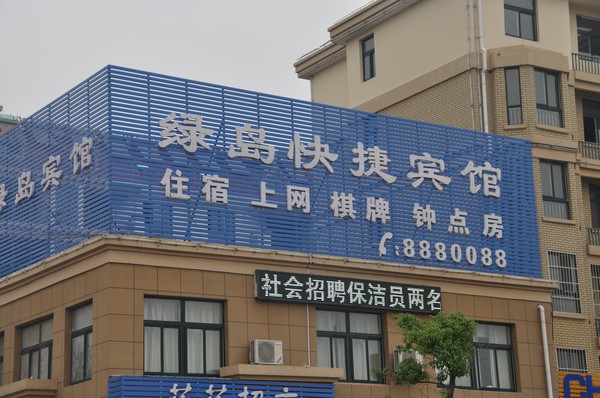 绿岛快捷宾馆
绿岛宾馆
住宿 上网 棋牌 钟点房
:8880088
社会招聘保洁员两名